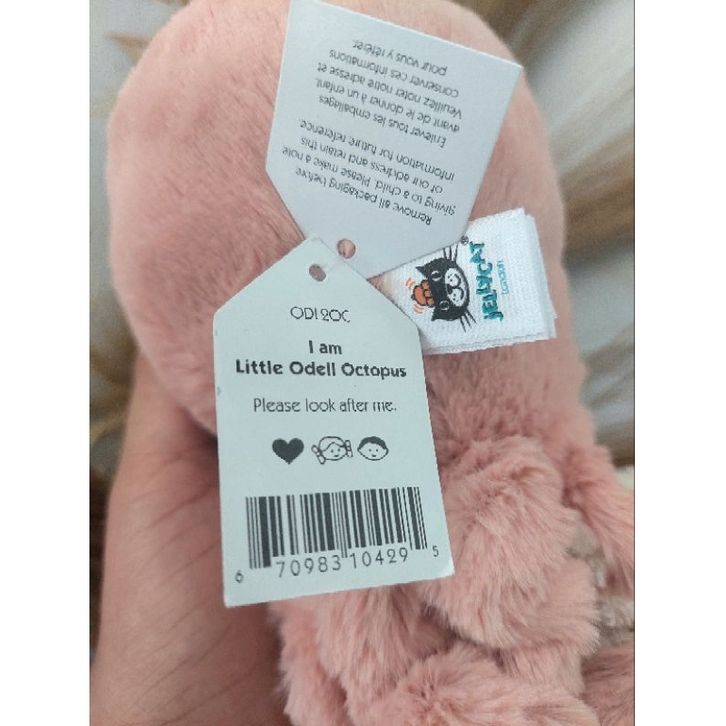 Enlever tous les emballages
avant de le donner à un enfant.
Veuillez noter notre adresse et
conserver ces informations
pour vous y référer.
Remove all packaging before
giving to a child. Please make a note
of our address and retain this
information for future reference.
JELLYCAT
LONDON
®
ODI2OC
I am
Little Odell Octopus
Please look after me.
6 70983 10429 5